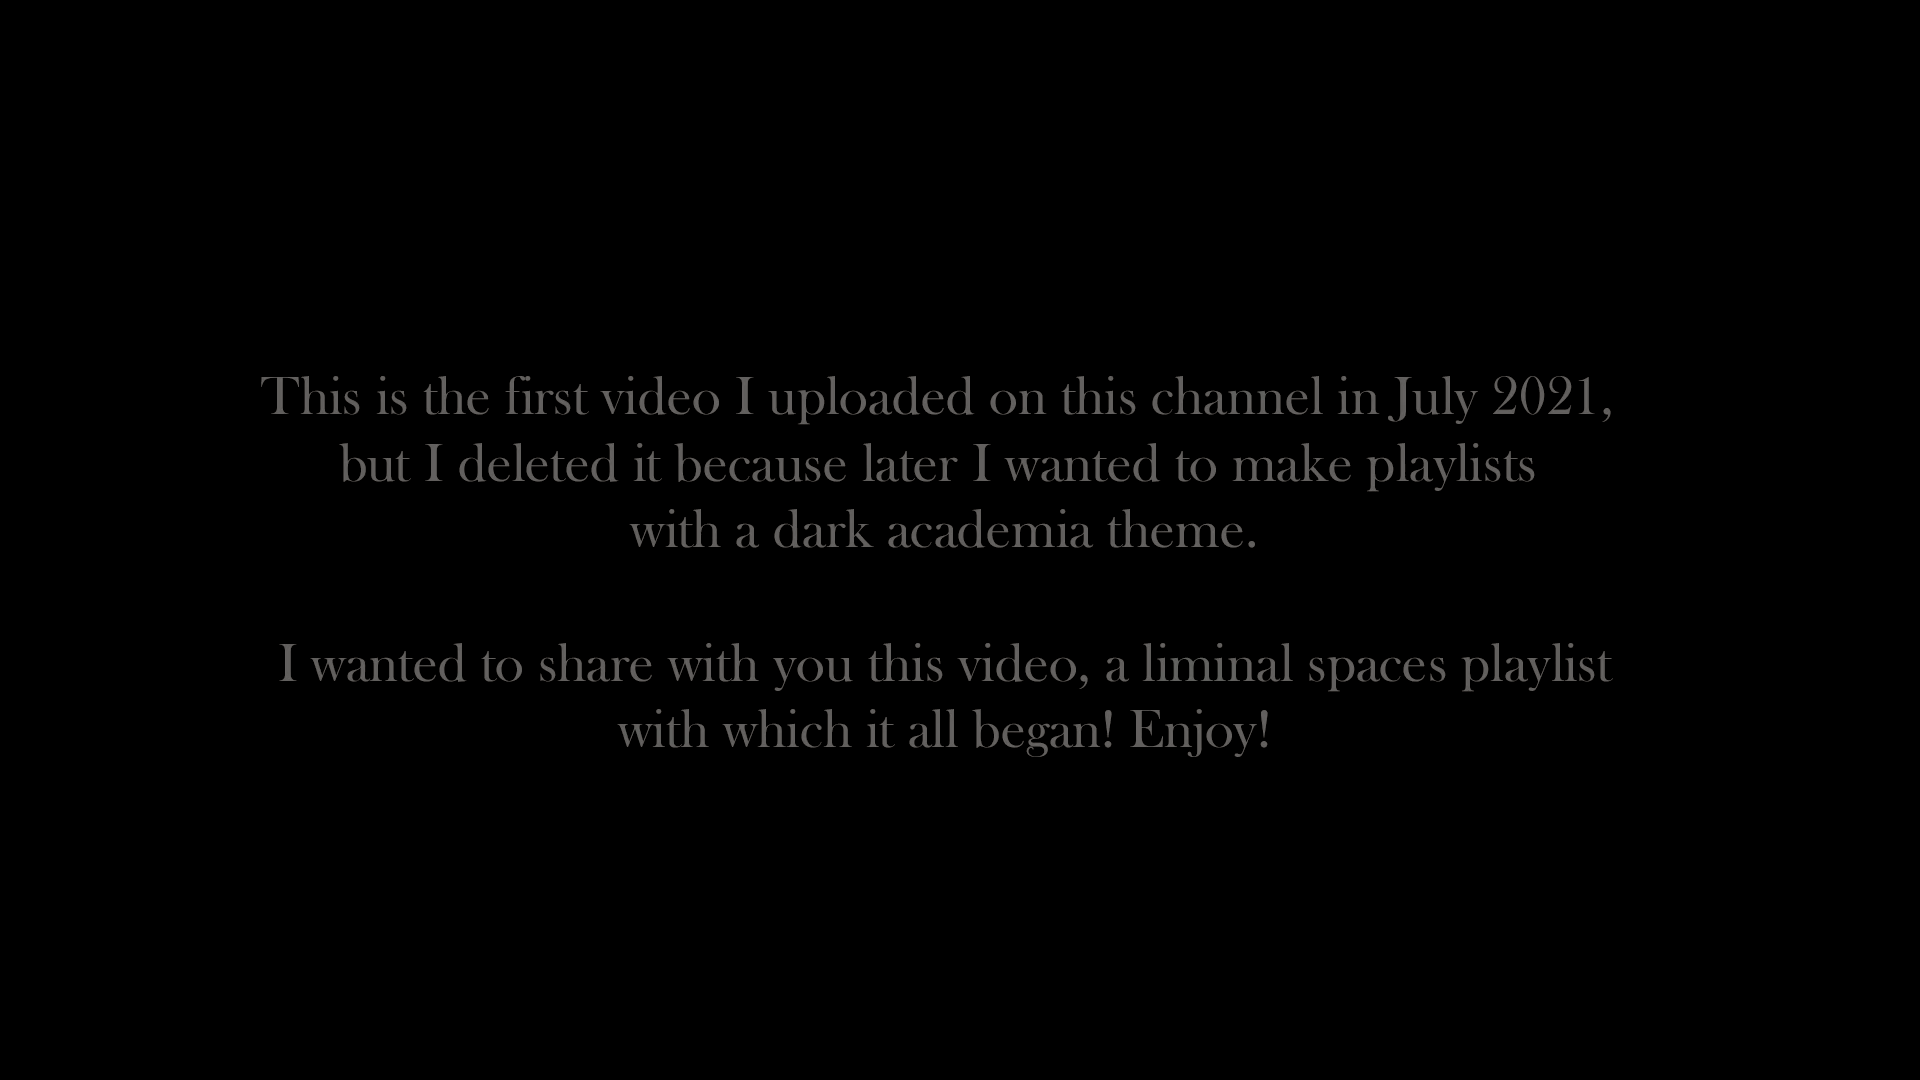 This is the first video I uploaded on this channel in July 2021,
but I deleted it because later I wanted to make playlists
with a dark academia theme.
I wanted to share with you this video, a liminal spaces playlist
with which it all began! Enjoy!